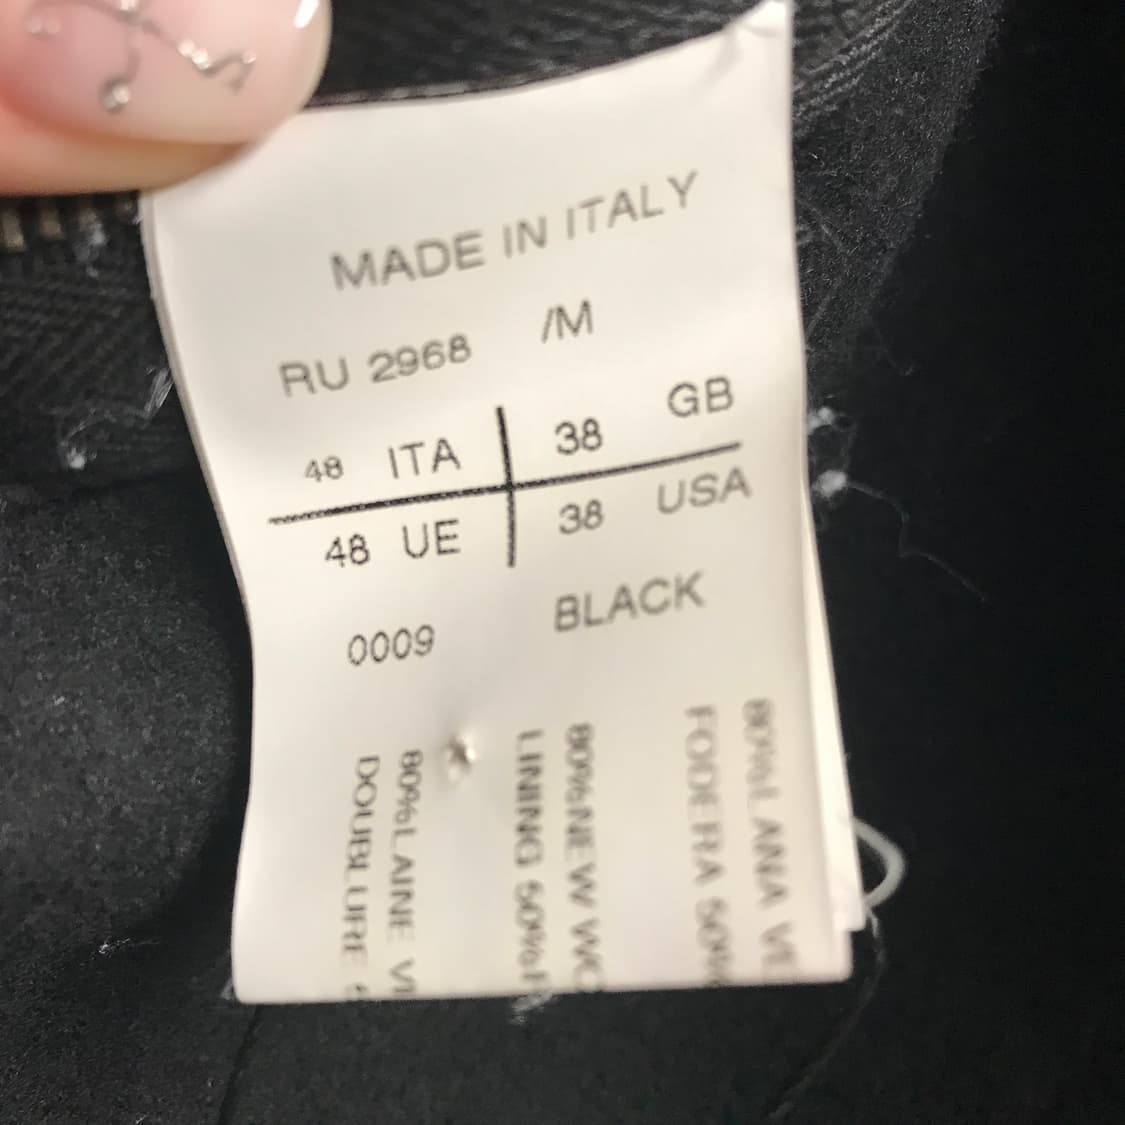 MADE IN ITALY
RU 2968 /M
48 ITA 38 GB
48 UE 38 USA
0009 BLACK
80%LANA
FODERA 50%
80%NEW
LINING 50%
80%LAINE
DOUBLURE